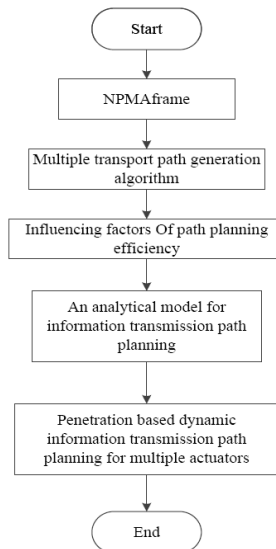 Start
NPMAframe
Multiple transport path generation
algorithm
Influencing factors Of path planning
efficiency
An analytical model for
information transmission path
planning
Penetration based dynamic
information transmission path
planning for multiple actuators
End